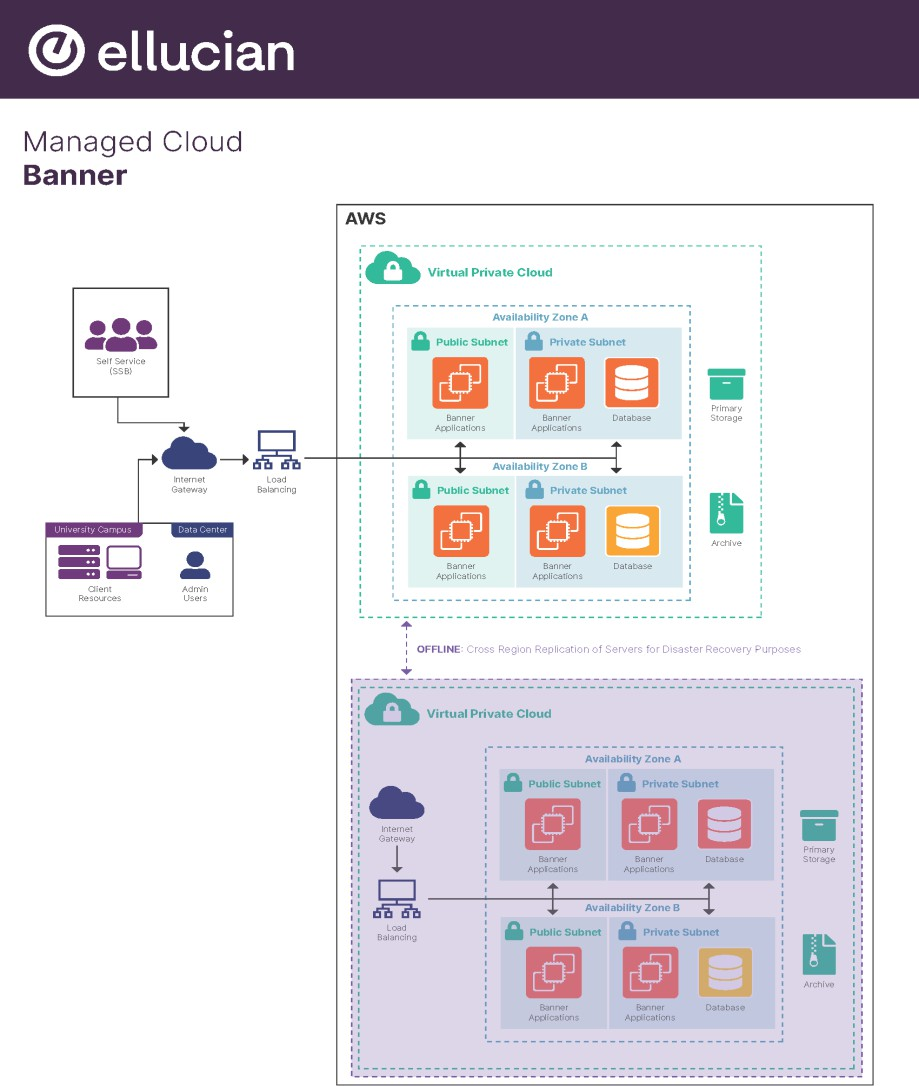 ellucian
Managed Cloud
Banner
AWS
Virtual Private Cloud
Availability Zone A
Public Subnet
Private Subnet
Banner
Applications
Banner
Applications
Database
Primary
Storage
Self Service
(SSB)
Internet
Gateway
Load
Balancing
Availability Zone B
Public Subnet
Private Subnet
Banner
Applications
Banner
Applications
Database
Archive
University Campus
Data Center
Client
Resources
Admin
Users
OFFLINE: Cross Region Replication of Servers for Disaster Recovery Purposes
Virtual Private Cloud
Availability Zone A
Public Subnet
Private Subnet
Banner
Applications
Banner
Applications
Database
Primary
Storage
Internet
Gateway
Load
Balancing
Availability Zone B
Public Subnet
Private Subnet
Banner
Applications
Banner
Applications
Database
Archive